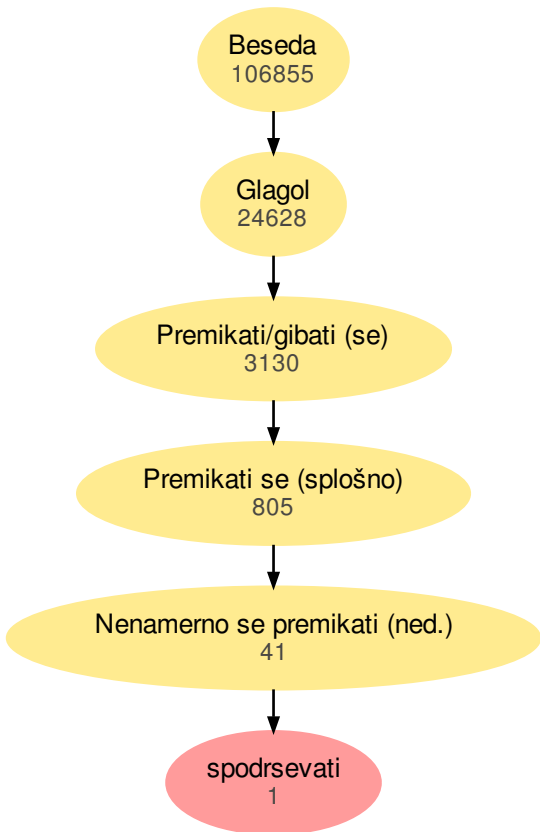 Beseda
106855
Glagol
24628
Premikati/gibati (se)
3130
Premikati se (splošno)
805
Nenamerno se premikati (ned.)
41
spodrsevati
1